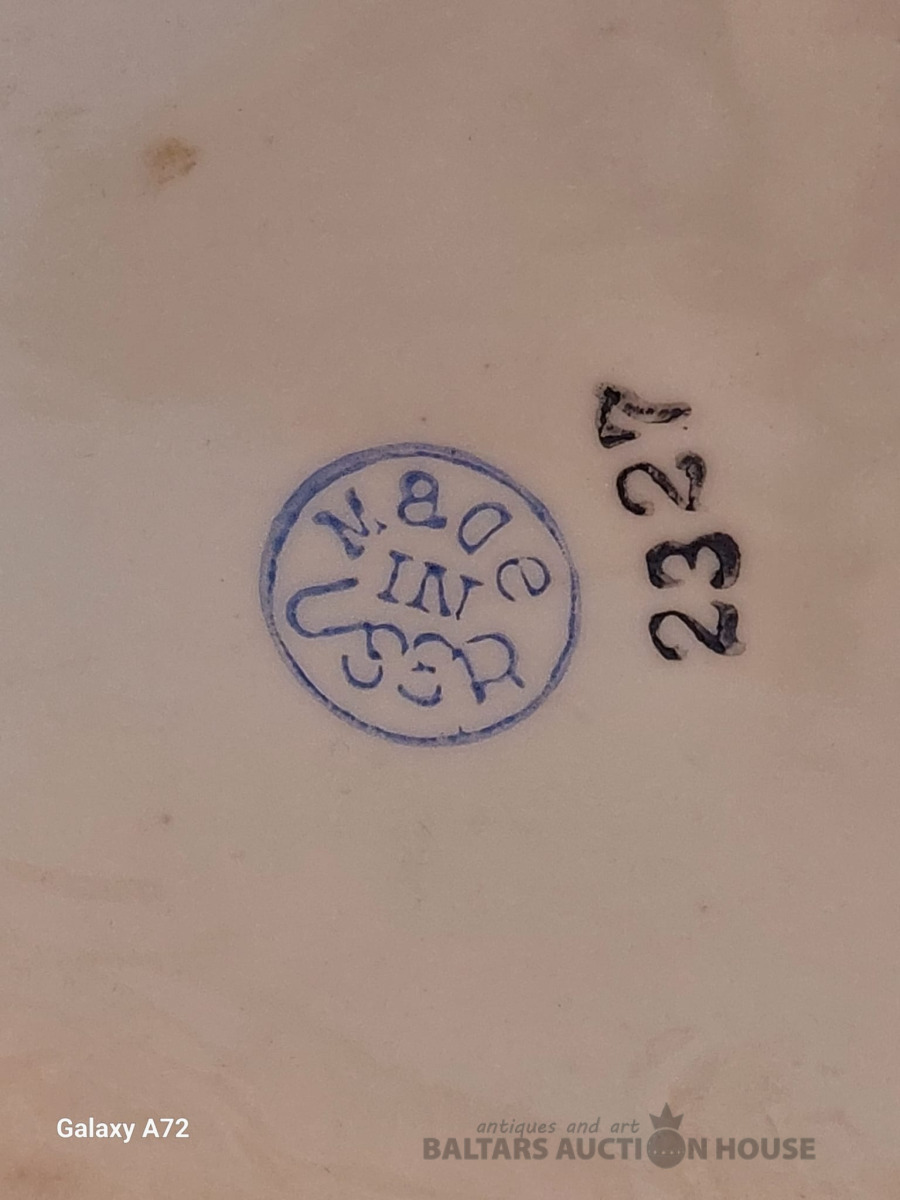 Made
IN
USSR
2327
Galaxy A72
antiques and art
BALTARS AUCTION HOUSE